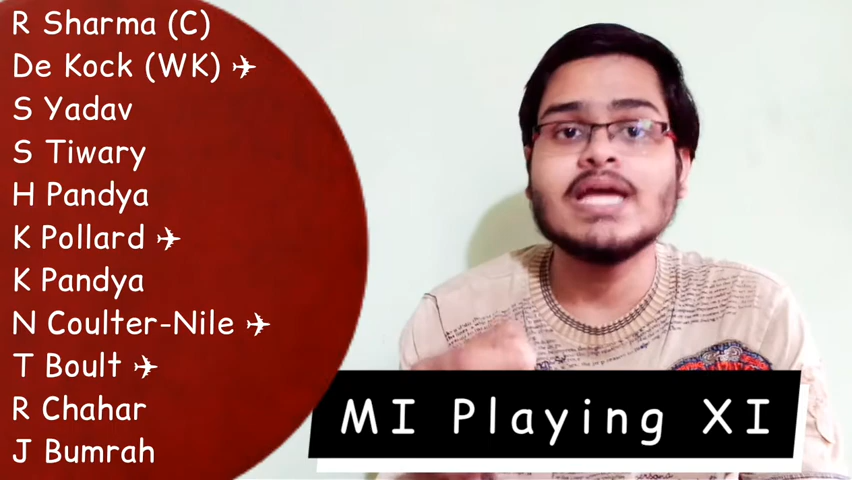 R Sharma (C)
De Kock (WK) ✈
S Yadav
S Tiwary
H Pandya
K Pollard ✈
K Pandya
N Coulter-Nile ✈
T Boult ✈
R Chahar
J Bumrah
MI Playing XI